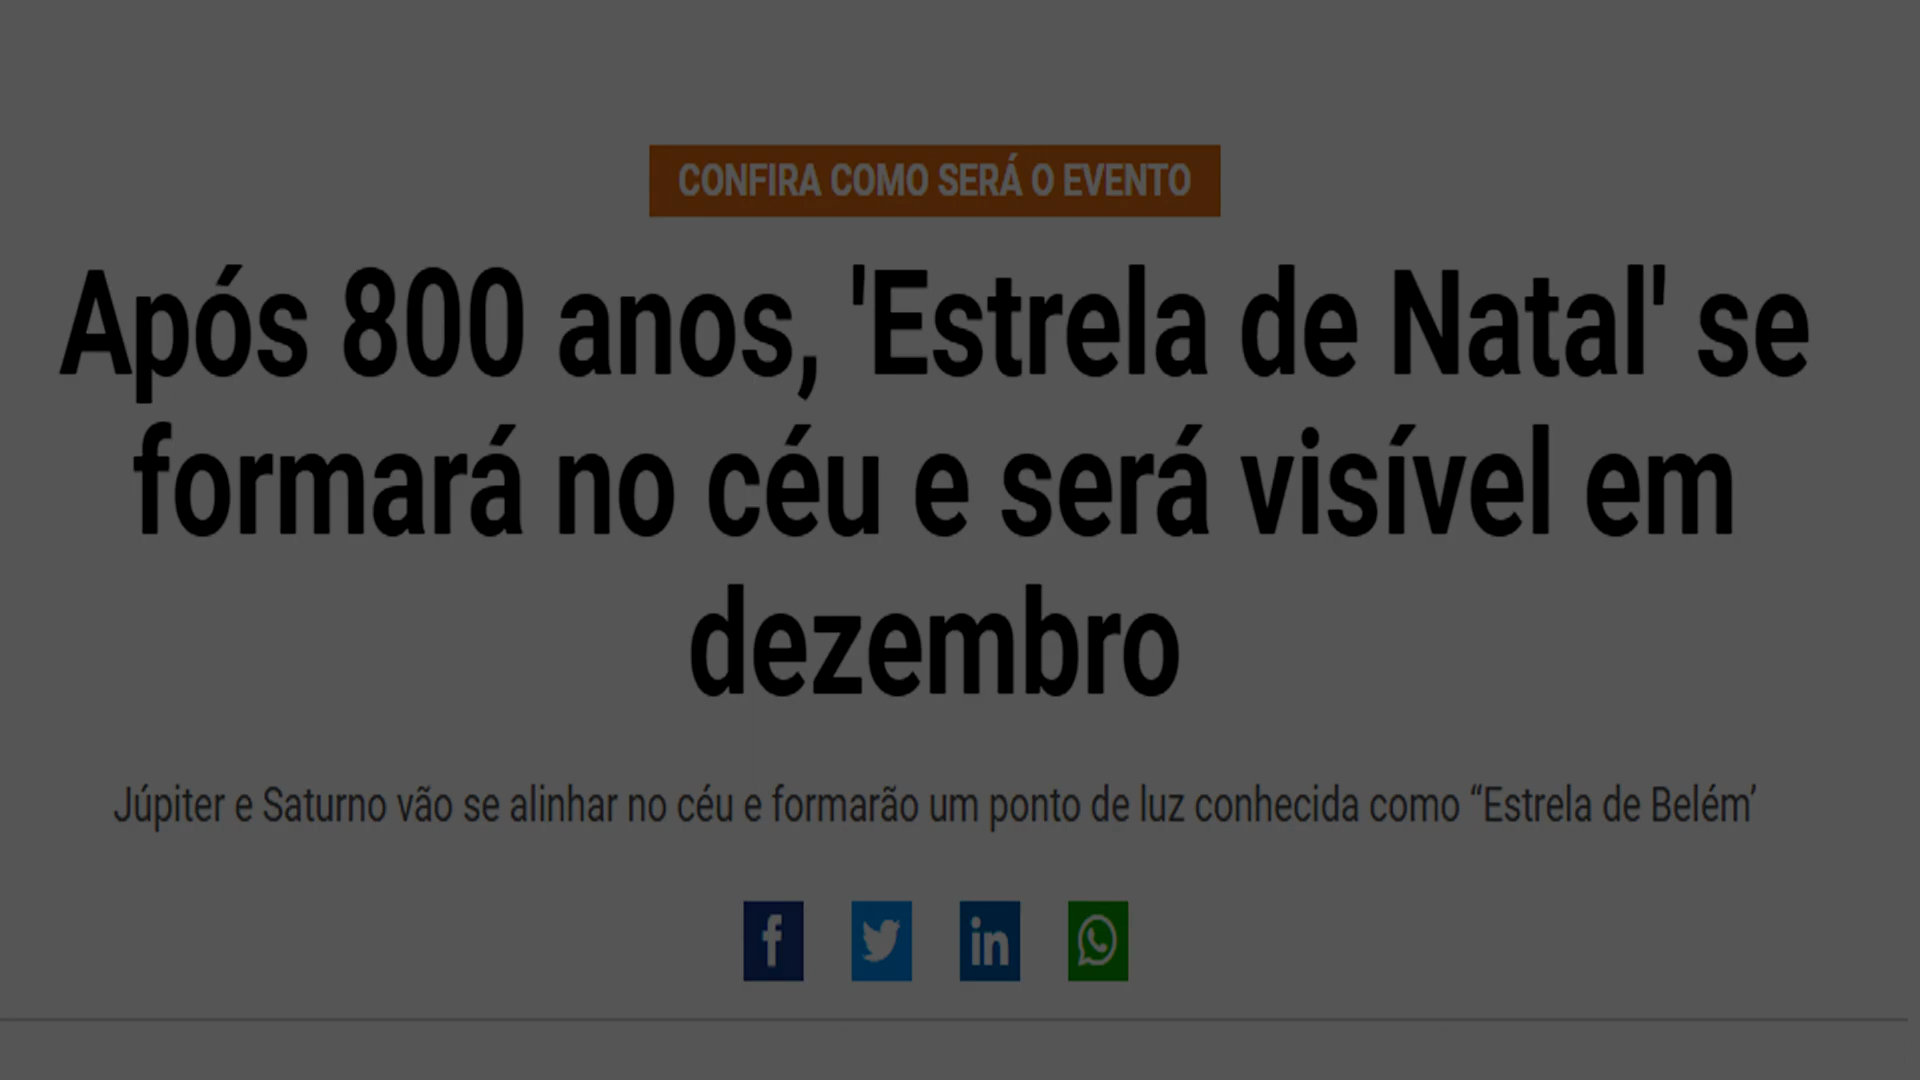 CONFIRA COMO SERÁ O EVENTO
Após 800 anos, 'Estrela de Natal' se
formará no céu e será visível em
dezembro
Júpiter e Saturno vão se alinhar no céu e formarão um ponto de luz conhecida como “Estrela de Belém’